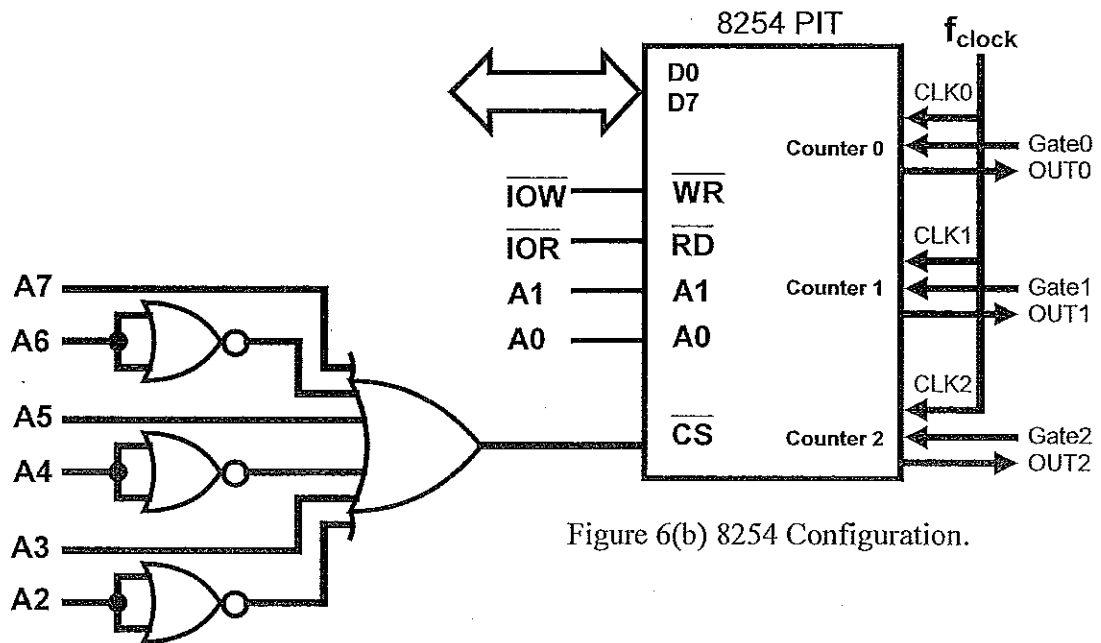 8254 PIT
f_clock
D0
D7
CLK0
Counter 0
Gate0
OUT0
IOW
WR
IOR
RD
CLK1
A7
A1
A1
Counter 1
Gate1
OUT1
A6
A0
A0
CLK2
A5
CS
Counter 2
Gate2
OUT2
A4
Figure 6(b) 8254 Configuration.
A3
A2